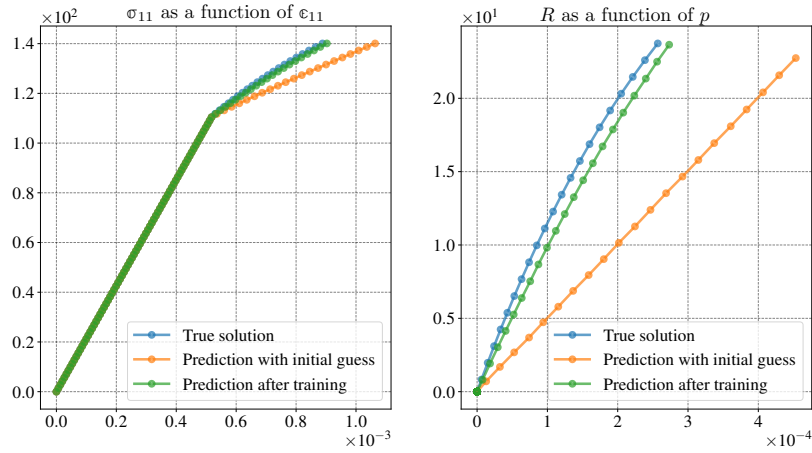 ×10² σ₁₁ as a function of ε₁₁
1.4
1.2
1.0
0.8
0.6
0.4
0.2
0.0
0.0 0.2 0.4 0.6 0.8 1.0
×10⁻³
True solution
Prediction with initial guess
Prediction after training
×10¹ R as a function of p
2.0
1.5
1.0
0.5
0.0
0 1 2 3 4
×10⁻⁴
True solution
Prediction with initial guess
Prediction after training